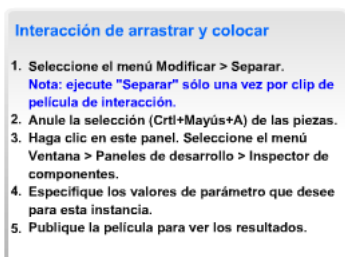 Interacción de arrastrar y colocar
1. Seleccione el menú Modificar > Separar.
Nota: ejecute "Separar" sólo una vez por clip de
película de interacción.
2. Anule la selección (Crtl+Mayús+A) de las piezas.
3. Haga clic en este panel. Seleccione el menú
Ventana > Paneles de desarrollo > Inspector de
componentes.
4. Especifique los valores de parámetro que desee
para esta instancia.
5. Publique la película para ver los resultados.